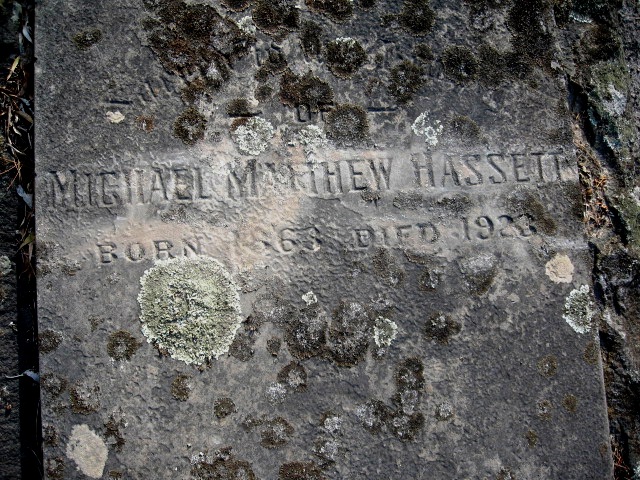 OF
MICHAEL MATTHEW HASSETT
BORN 1863 DIED 1923